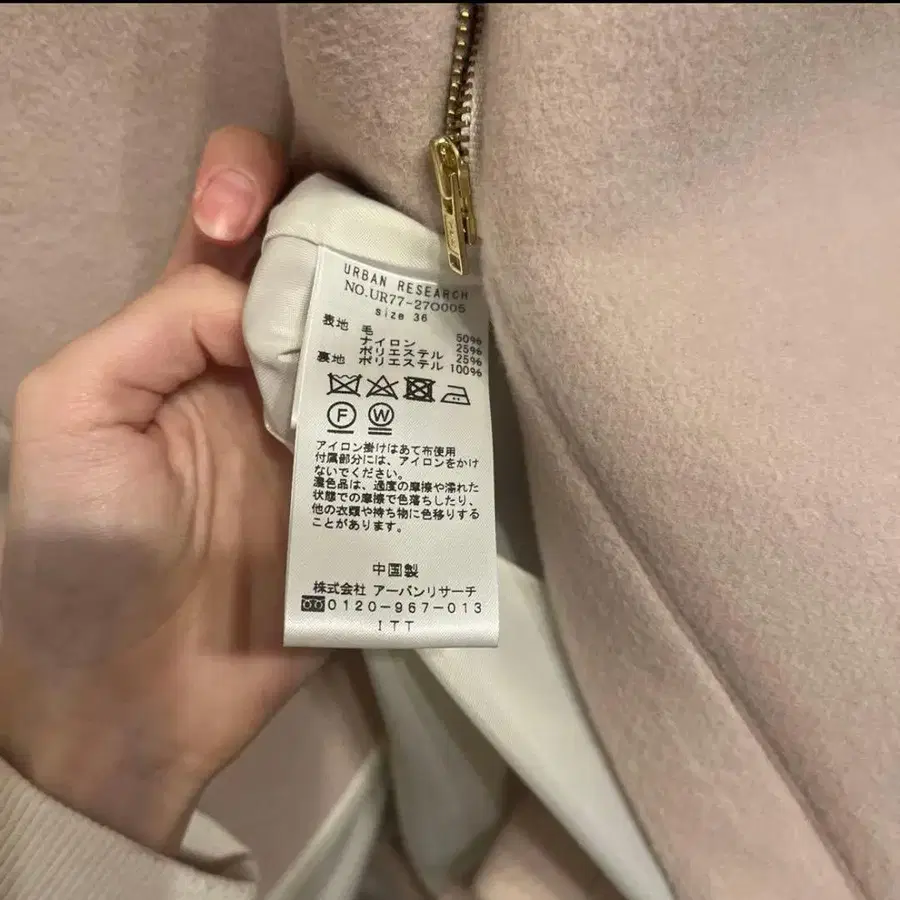 URBAN RESEARCH
NO.UR77-270005
size 36
表地 毛 50%
ナイロン 25%
ポリエステル 25%
裏地 ポリエステル 100%
F W
アイロン掛けはあて布使用
付属部分には、アイロンをかけ
ないでください。
濃色品は、過度の摩擦や濡れた
状態での摩擦で色落ちしたり、
他の衣類や持ち物に色移りする
ことがあります。
中国製
株式会社 アーバンリサーチ
0120-967-013
ITT